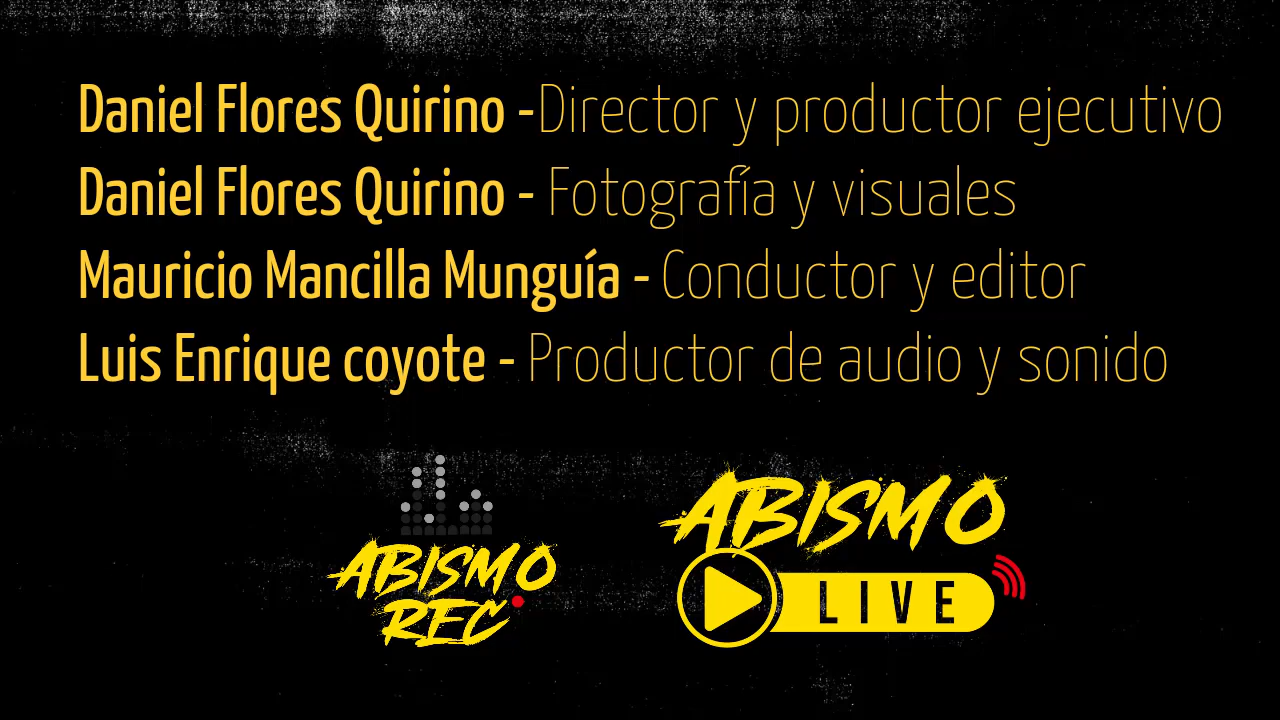 Daniel Flores Quirino -Director y productor ejecutivo
Daniel Flores Quirino - Fotografía y visuales
Mauricio Mancilla Munguía - Conductor y editor
Luis Enrique coyote - Productor de audio y sonido
ABISMO
REC
ABISMO
LIVE